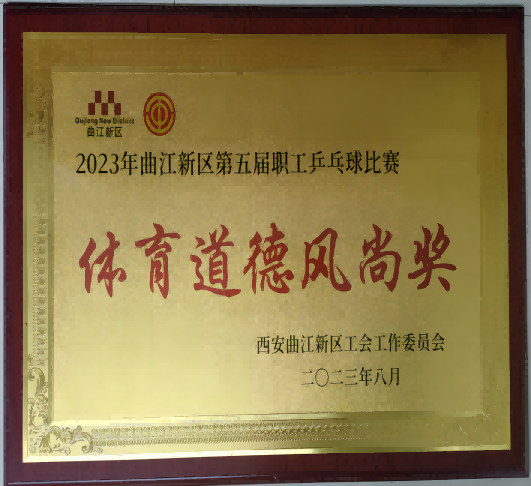 Qujiang New District
曲江新区
2023年曲江新区第五届职工乒乓球比赛
体育道德风尚奖
西安曲江新区工会工作委员会
二〇二三年八月